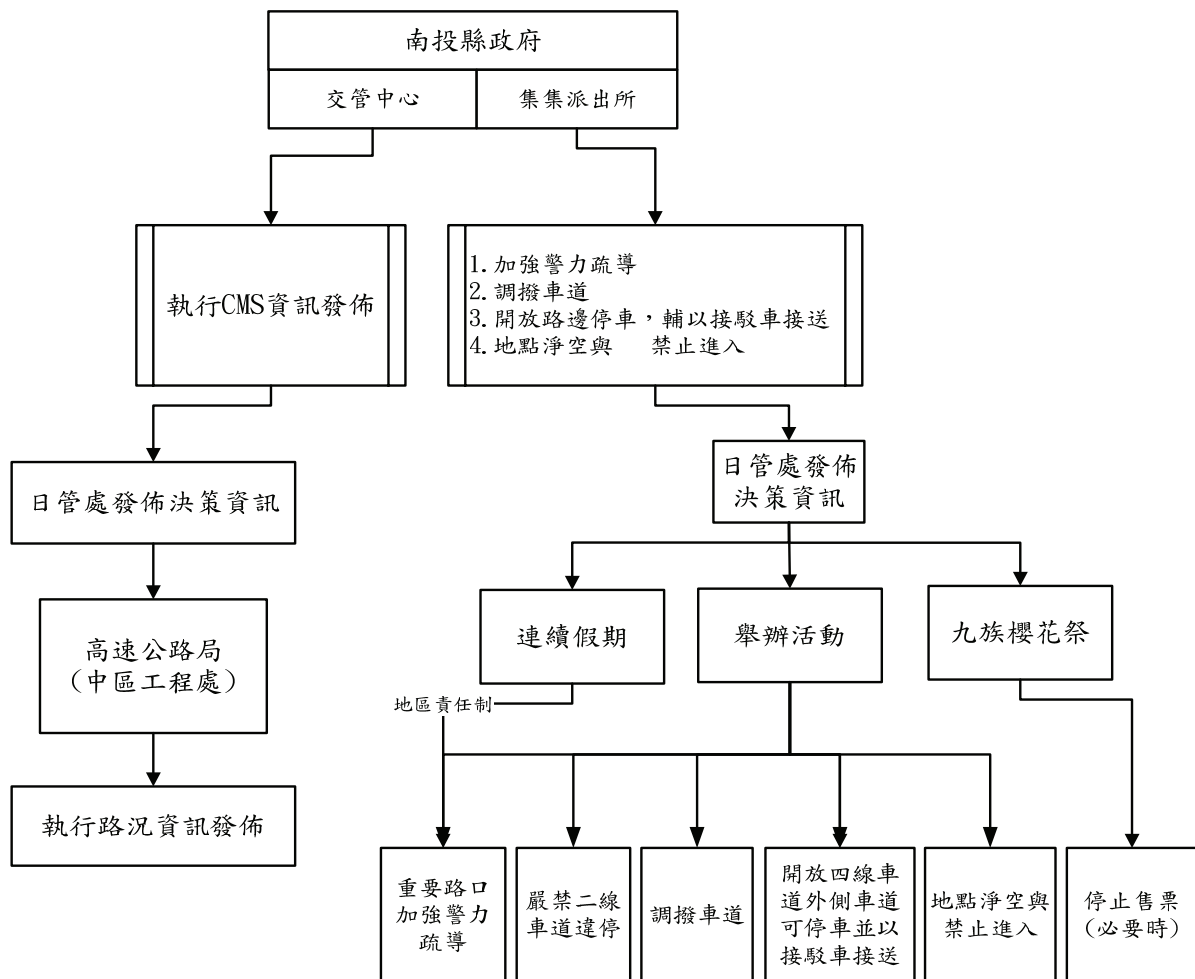 南投縣政府
交管中心
集集派出所
執行CMS資訊發佈
1.加強警力疏導
2.調撥車道
3.開放路邊停車，輔以接駁車接送
4.地點淨空與　禁止進入
日管處發佈決策資訊
日管處發佈
決策資訊
高速公路局
(中區工程處)
執行路況資訊發佈
連續假期
舉辦活動
九族櫻花祭
地區責任制
重要路口
加強警力
疏導
嚴禁二線
車道違停
調撥車道
開放四線車
道外側車道
可停車並以
接駁車接送
地點淨空與
禁止進入
停止售票
(必要時)